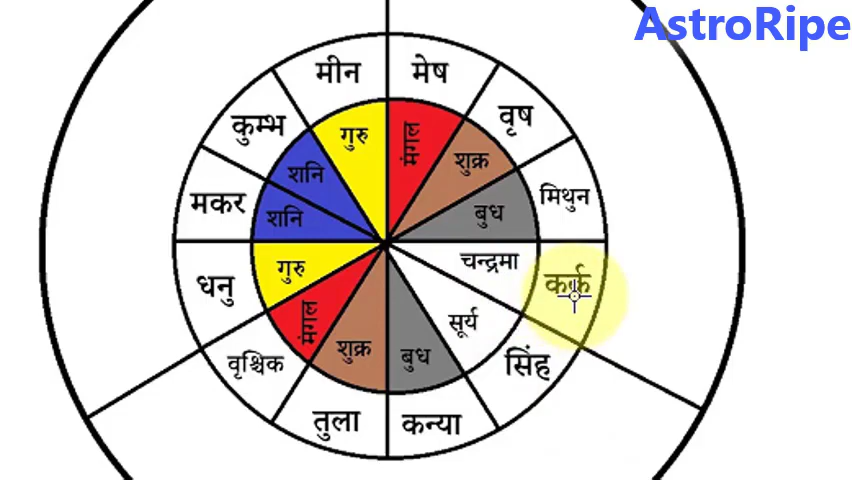 AstroRipe
मीन
मेष
वृष
मिथुन
कर्क
सिंह
कन्या
तुला
वृश्चिक
धनु
मकर
कुम्भ
गुरु
मंगल
शुक्र
बुध
चन्द्रमा
सूर्य
बुध
शुक्र
मंगल
गुरु
शनि
शनि